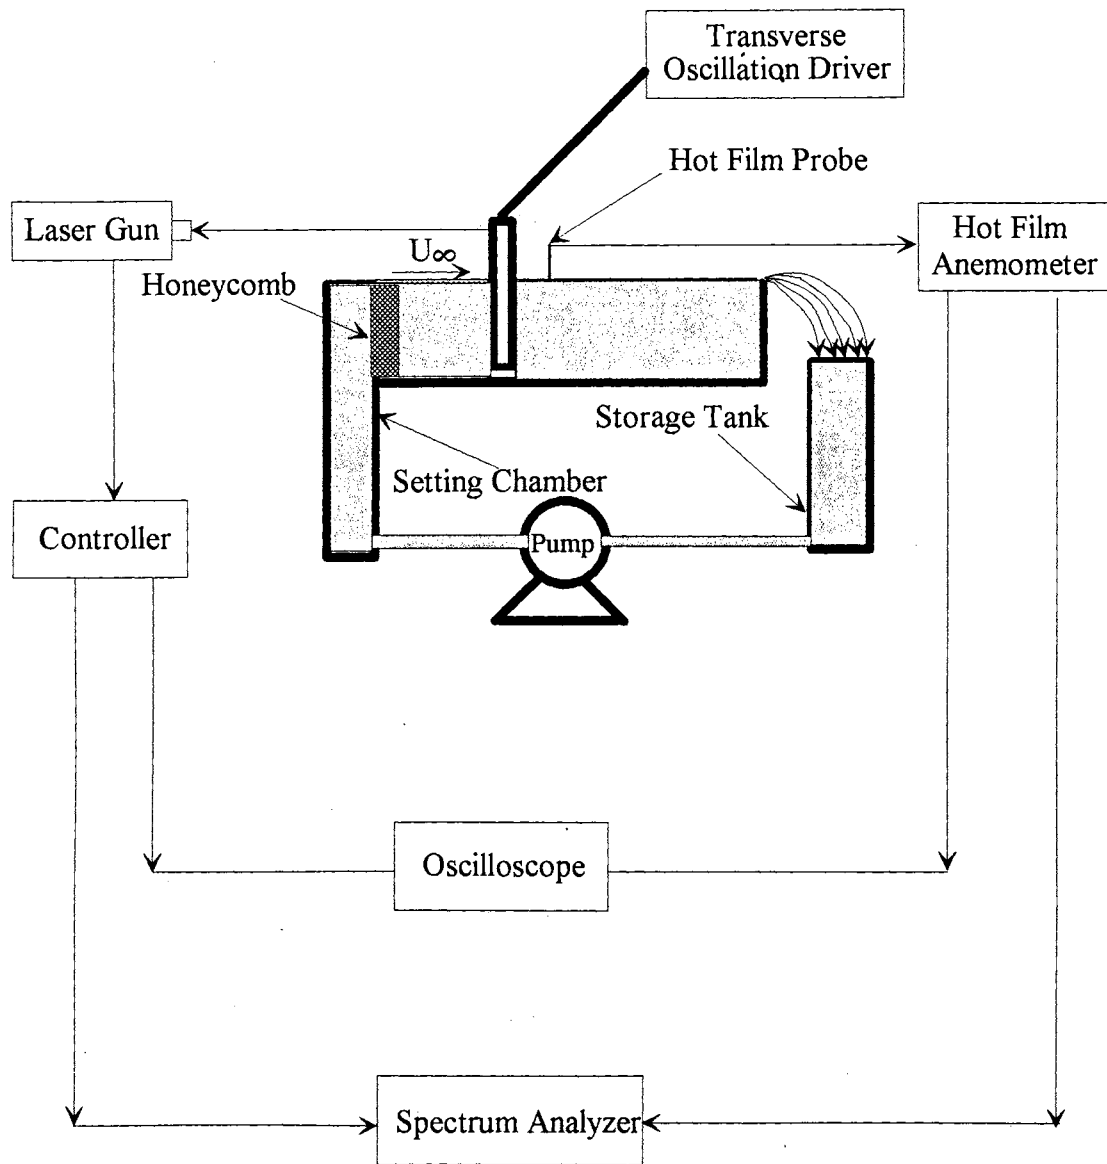 Transverse
Oscillation Driver
Hot Film Probe
Laser Gun
U∞
Hot Film
Anemometer
Honeycomb
Storage Tank
Setting Chamber
Controller
Pump
Oscilloscope
Spectrum Analyzer